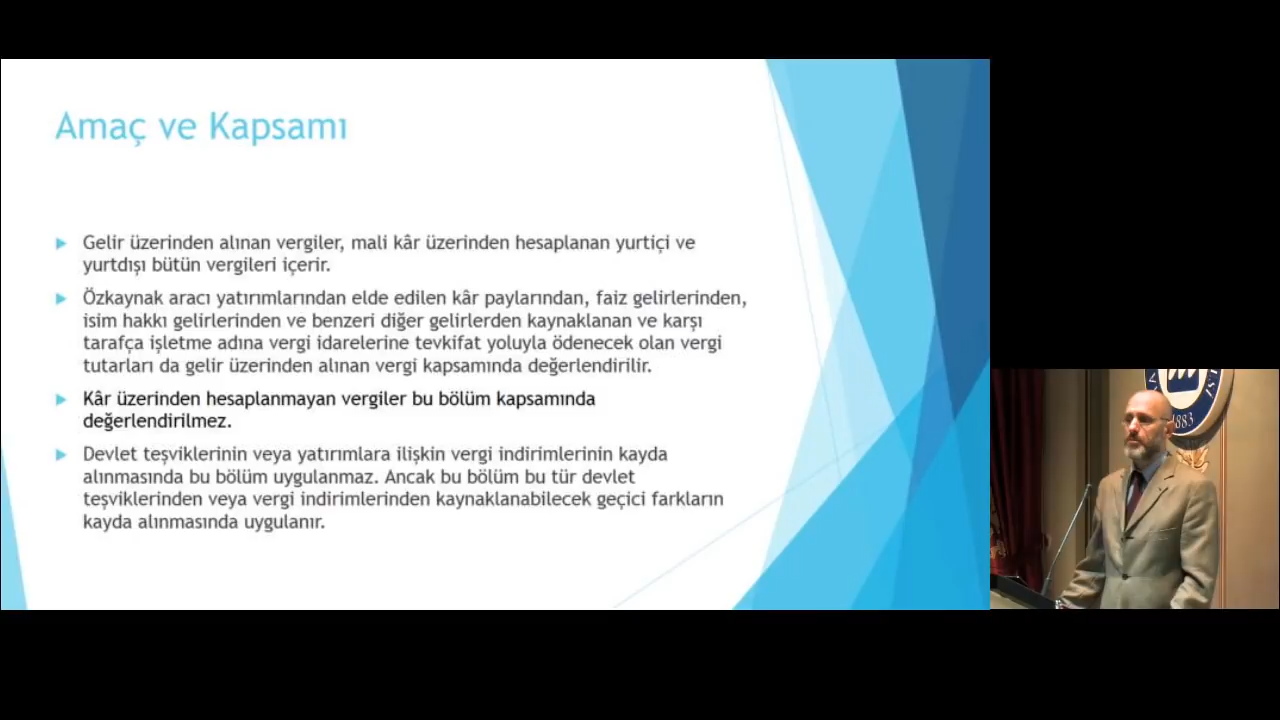 Amaç ve Kapsamı
Gelir üzerinden alınan vergiler, mali kâr üzerinden hesaplanan yurtiçi ve
yurtdışı bütün vergileri içerir.
Özkaynak aracı yatırımlarından elde edilen kâr paylarından, faiz gelirlerinden,
isim hakkı gelirlerinden ve benzeri diğer gelirlerden kaynaklanan ve karşı
tarafça işletme adına vergi idarelerine tevkifat yoluyla ödenecek olan vergi
tutarları da gelir üzerinden alınan vergi kapsamında değerlendirilir.
Kâr üzerinden hesaplanmayan vergiler bu bölüm kapsamında
değerlendirilmez.
Devlet teşviklerinin veya yatırımlara ilişkin vergi indirimlerinin kayda
alınmasında bu bölüm uygulanmaz. Ancak bu bölüm bu tür devlet
teşviklerinden veya vergi indirimlerinden kaynaklanabilecek geçici farkların
kayda alınmasında uygulanır.
1883